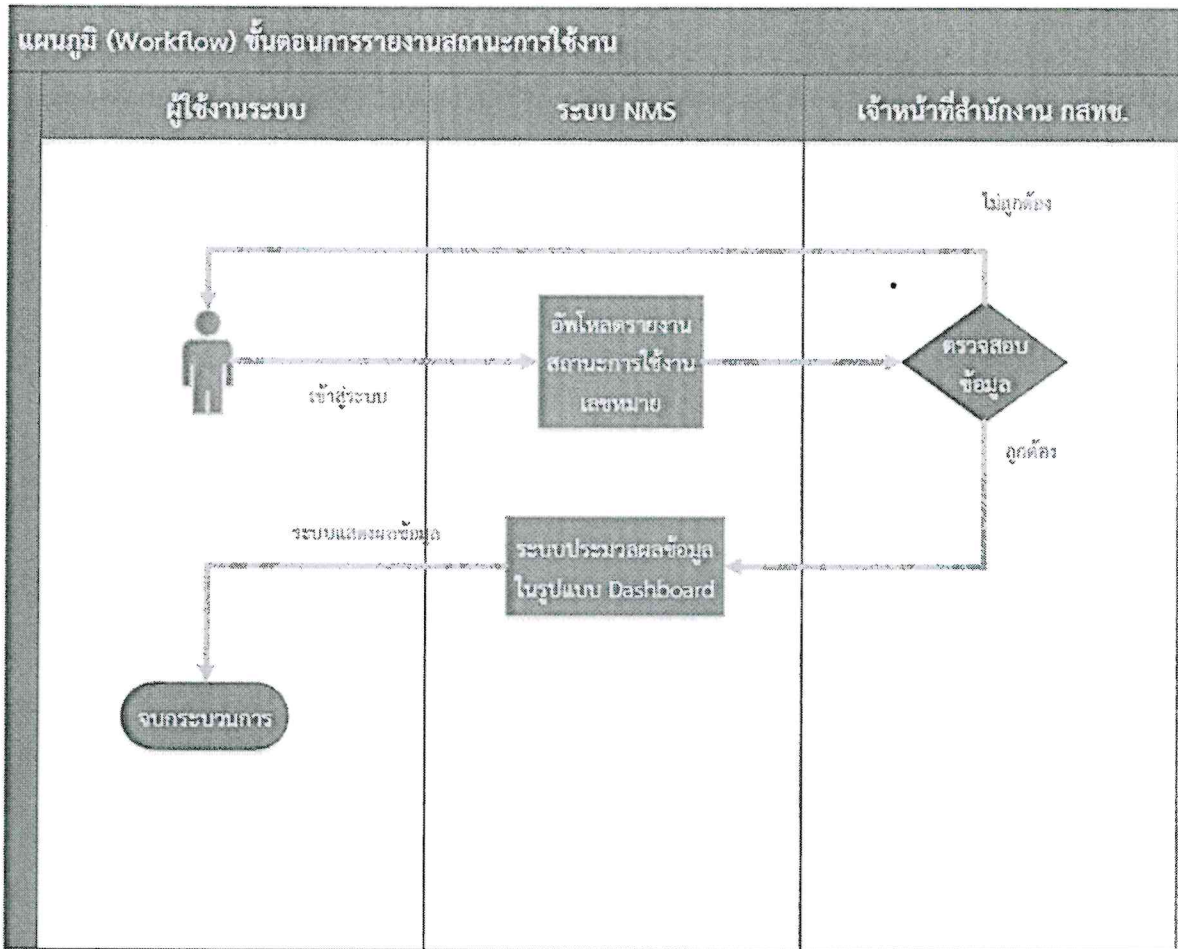 แผนภูมิ (Workflow) ขั้นตอนการรายงานสถานะการใช้งาน
ผู้ใช้งานระบบ
ระบบ NMS
เจ้าหน้าที่สำนักงาน กสทช.
ไม่ถูกต้อง
อัพโหลดรายงาน
สถานะการใช้งาน
เลขหมาย
ตรวจสอบ
ข้อมูล
เข้าสู่ระบบ
ถูกต้อง
ระบบแสดงผลข้อมูล
ระบบประมวลผลข้อมูล
ในรูปแบบ Dashboard
จบกระบวนการ